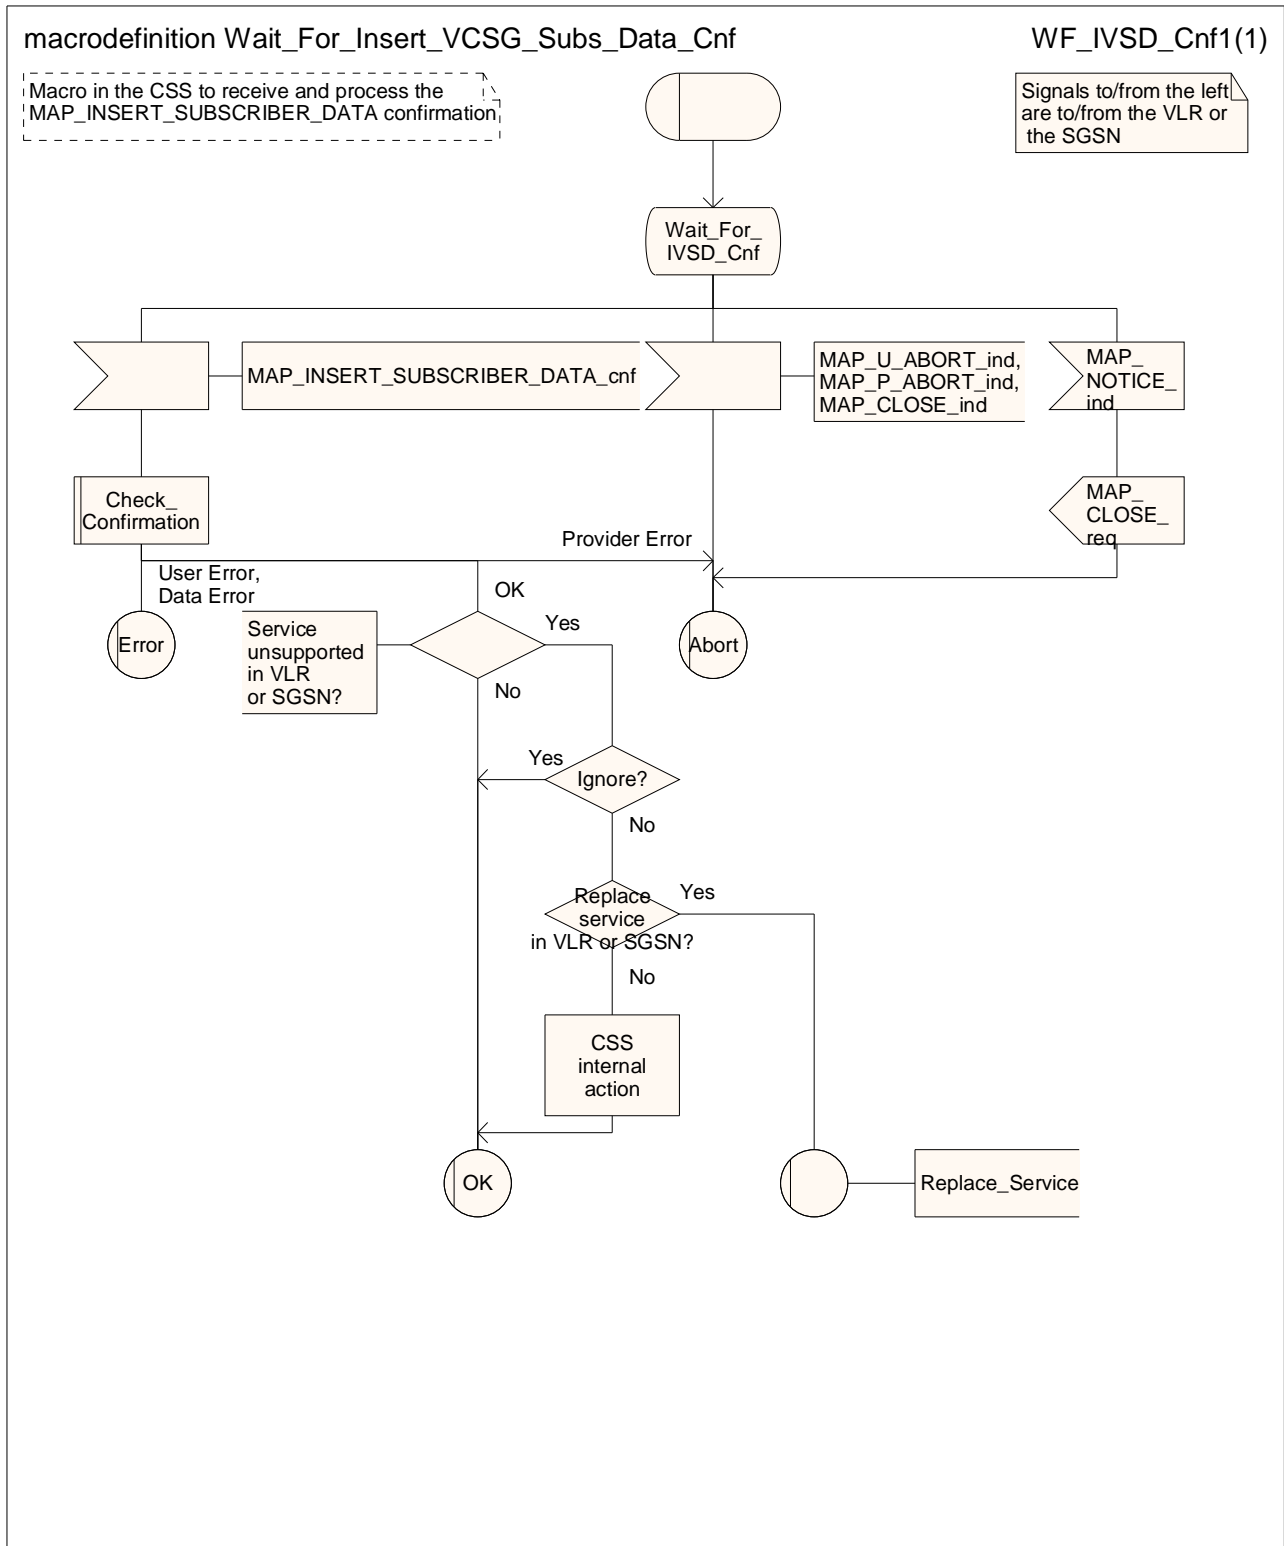 macrodefinition Wait_For_Insert_VCSG_Subs_Data_Cnf
WF_IVSD_Cnf1(1)
Macro in the CSS to receive and process the
MAP_INSERT_SUBSCRIBER_DATA confirmation
Signals to/from the left
are to/from the VLR or
the SGSN
Wait_For_
IVSD_Cnf
MAP_INSERT_SUBSCRIBER_DATA_cnf
MAP_U_ABORT_ind,
MAP_P_ABORT_ind,
MAP_CLOSE_ind
MAP_
NOTICE_
ind
Check_
Confirmation
MAP_
CLOSE_
req
Provider Error
User Error,
Data Error
OK
Error
Service
unsupported
in VLR
or SGSN?
Yes
No
Abort
Yes
Ignore?
No
Replace
service
in VLR or SGSN?
Yes
No
CSS
internal
action
OK
Replace_Service